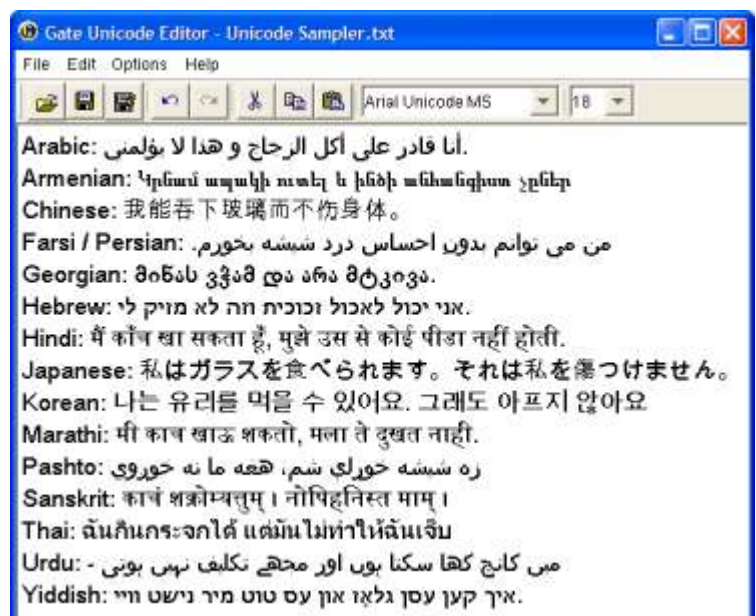 Gate Unicode Editor - Unicode Sampler.txt
File Edit Options Help
Arial Unicode MS 18
Arabic: أنا قادر على أكل الزجاج و هذا لا يؤلمني.
Armenian: Կրնամ ապակի ուտել և ինծի անհանգիստ չըներ
Chinese: 我能吞下玻璃而不伤身体。
Farsi / Persian: من می توانم بدونِ احساس درد شيشه بخورم.
Georgian: მინას ვჭამ და არა მტკივა.
Hebrew: אני יכול לאכול זכוכית וזה לא מזיק לי.
Hindi: मैं काँच खा सकता हूँ, मुझे उस से कोई पीडा नहीं होती.
Japanese: 私はガラスを食べられます。それは私を傷つけません。
Korean: 나는 유리를 먹을 수 있어요. 그래도 아프지 않아요
Marathi: मी काच खाऊ शकतो, मला ते दुखत नाही.
Pashto: زه شيشه خوړلې شم، هغه ما نه خوږوي
Sanskrit: काचं शक्नोम्यत्तुम् । नोपहिनस्ति माम् ।
Thai: ฉันกินกระจกได้ แต่มันไม่ทำให้ฉันเจ็บ
Urdu: میں کانچ کھا سکتا ہوں اور مجھے تکلیف نہیں ہوتی -
Yiddish: איך קען עסן גלאָז און עס טוט מיר נישט װײ.